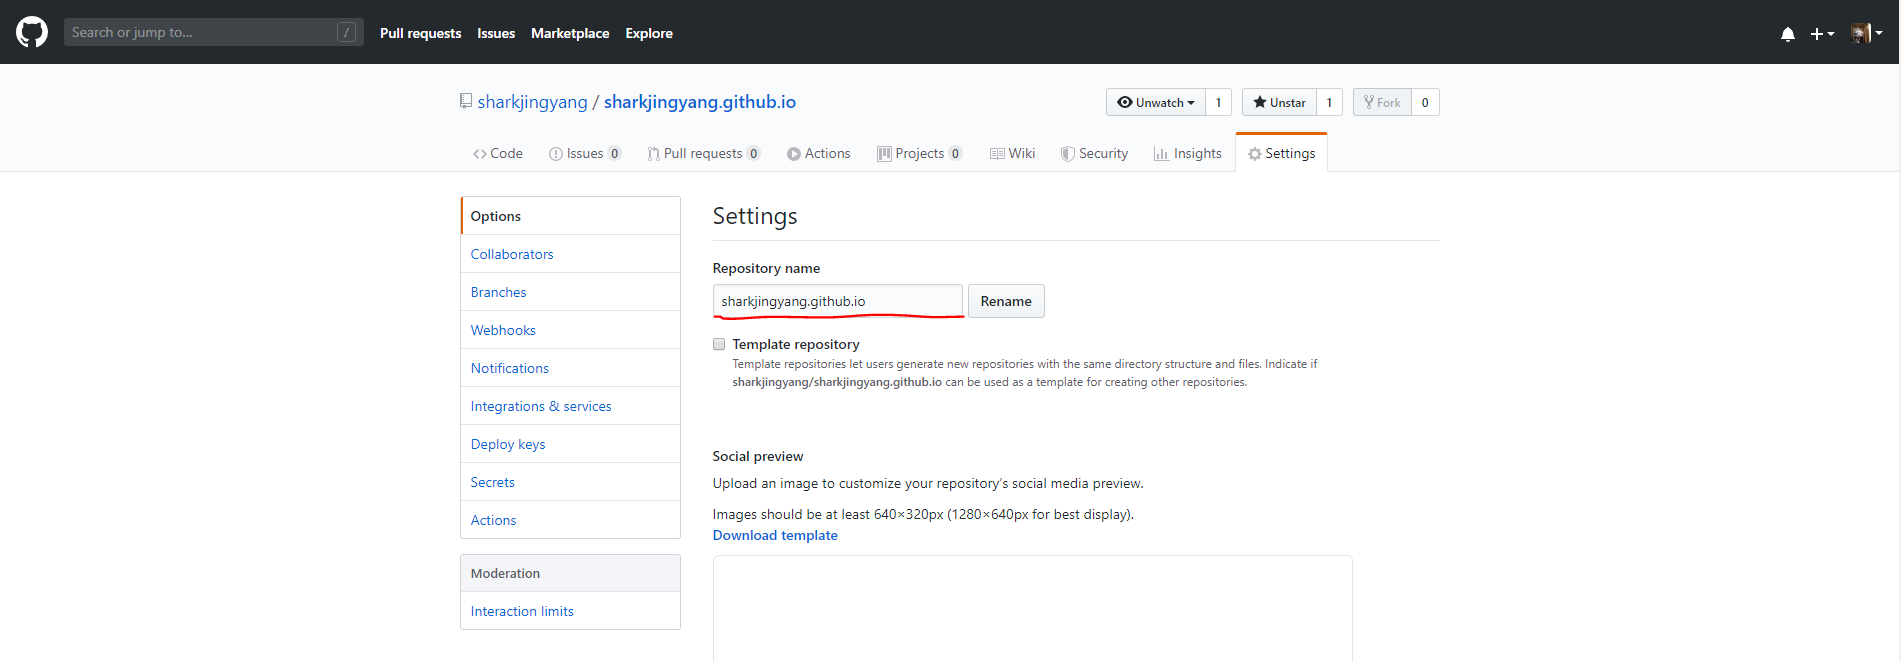 Search or jump to... /
Pull requests Issues Marketplace Explore
sharkjingyang / sharkjingyang.github.io
Unwatch 1 Unstar 1 Fork 0
Code Issues 0 Pull requests 0 Actions Projects 0 Wiki Security Insights Settings
Options
Collaborators
Branches
Webhooks
Notifications
Integrations & services
Deploy keys
Secrets
Actions
Moderation
Interaction limits
Settings
Repository name
sharkjingyang.github.io Rename
Template repository
Template repositories let users generate new repositories with the same directory structure and files. Indicate if
sharkjingyang/sharkjingyang.github.io can be used as a template for creating other repositories.
Social preview
Upload an image to customize your repository’s social media preview.
Images should be at least 640×320px (1280×640px for best display).
Download template